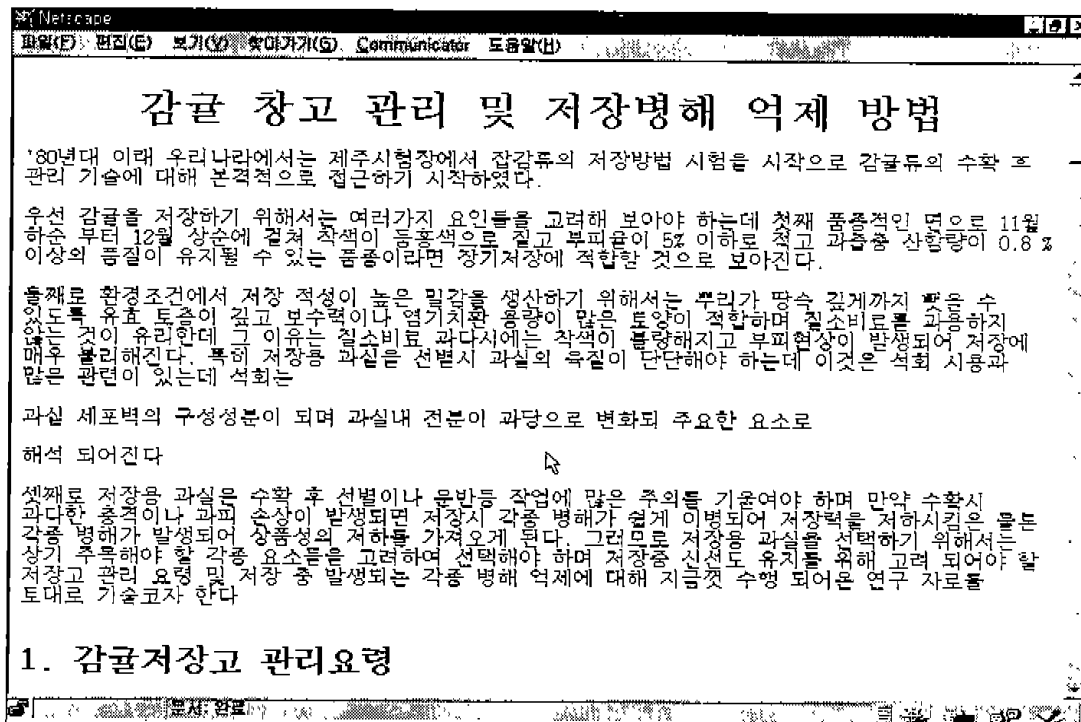 Netscape
파일(F) 편집(E) 보기(V) 찾아가기(G) Communicator 도움말(H)
감귤 창고 관리 및 저장병해 억제 방법
'80년대 이래 우리나라에서는 제주시험장에서 잡감류의 저장방법 시험을 시작으로 감귤류의 수확 후
관리 기술에 대해 본격적으로 접근하기 시작하였다.
우선 감귤을 저장하기 위해서는 여러가지 요인들을 고려해 보아야 하는데 첫째 품종적인 면으로 11월
하순 부터 12월 상순에 걸쳐 착색이 등홍색으로 짙고 부피율이 5% 이하로 적고 과즙중 산함량이 0.8 %
이상의 품질이 유지될 수 있는 품종이라면 장기저장에 적합할 것으로 보아진다.
둘째로 환경조건에서 저장 적성이 높은 밀감을 생산하기 위해서는 뿌리가 땅속 깊게까지 뻗을 수
있도록 유효 토층이 깊고 보수력이나 염기치환 용량이 많은 토양이 적합하며 질소비료를 과용하지
않는 것이 유리한데 그 이유는 질소비료 과다시에는 착색이 불량해지고 부피현상이 발생되어 저장에
매우 불리해진다. 특히 저장용 과실을 선별시 과실의 육질이 단단해야 하는데 이것은 석회 시용과
많은 관련이 있는데 석회는
과실 세포벽의 구성성분이 되며 과실내 전분이 과당으로 변화되 주요한 요소로
해석 되어진다
셋째로 저장용 과실은 수확 후 선별이나 운반등 작업에 많은 주의를 기울여야 하며 만약 수확시
과다한 충격이나 과피 손상이 발생되면 저장시 각종 병해가 쉽게 이병되어 저장력을 저하시킴은 물론
각종 병해가 발생되어 상품성의 저하를 가져오게 된다. 그러므로 저장용 과실을 선택하기 위해서는
상기 주목해야 할 각종 요소들을 고려하여 선택해야 하며 저장중 신선도 유지를 위해 고려 되어야 할
저장고 관리 요령 및 저장 중 발생되는 각종 병해 억제에 대해 지금껏 수행 되어온 연구 자료를
토대로 기술코자 한다
1. 감귤저장고 관리요령
문서: 완료